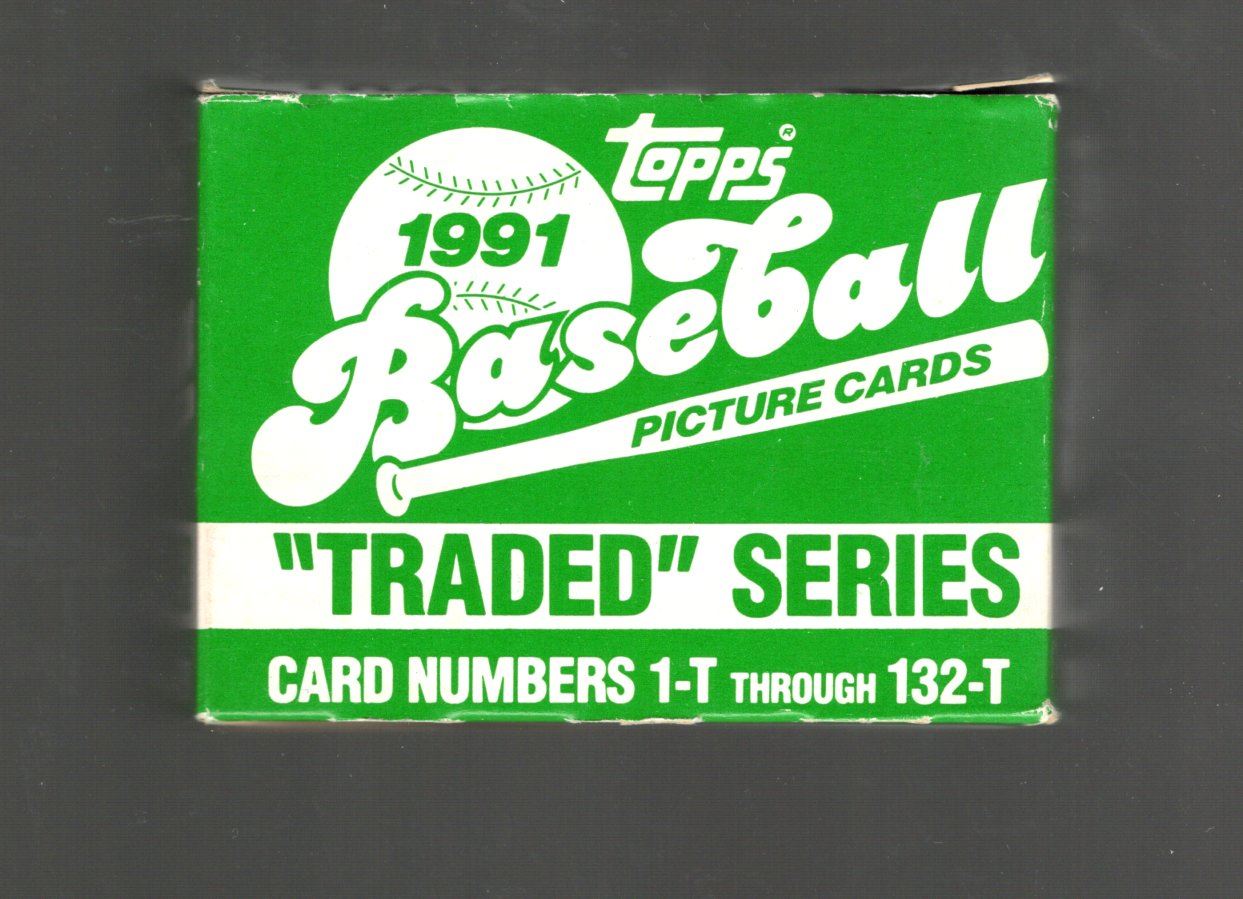 topps®
1991
Baseball
PICTURE CARDS
"TRADED" SERIES
CARD NUMBERS 1-T THROUGH 132-T